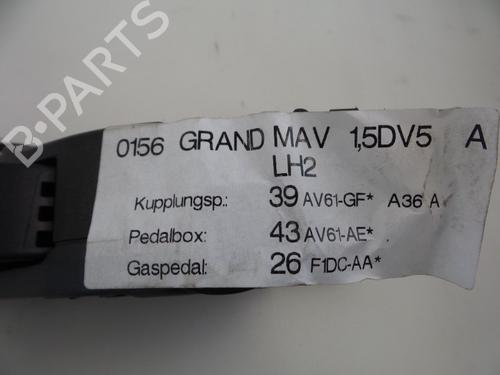 B-PARTS
0156 GRAND MAV 1,5DV5 A
LH2
Kupplungsp.: 39 AV61-GF* A36 A
Pedalbox: 43 AV61-AE*
Gaspedal: 26 F1DC-AA*